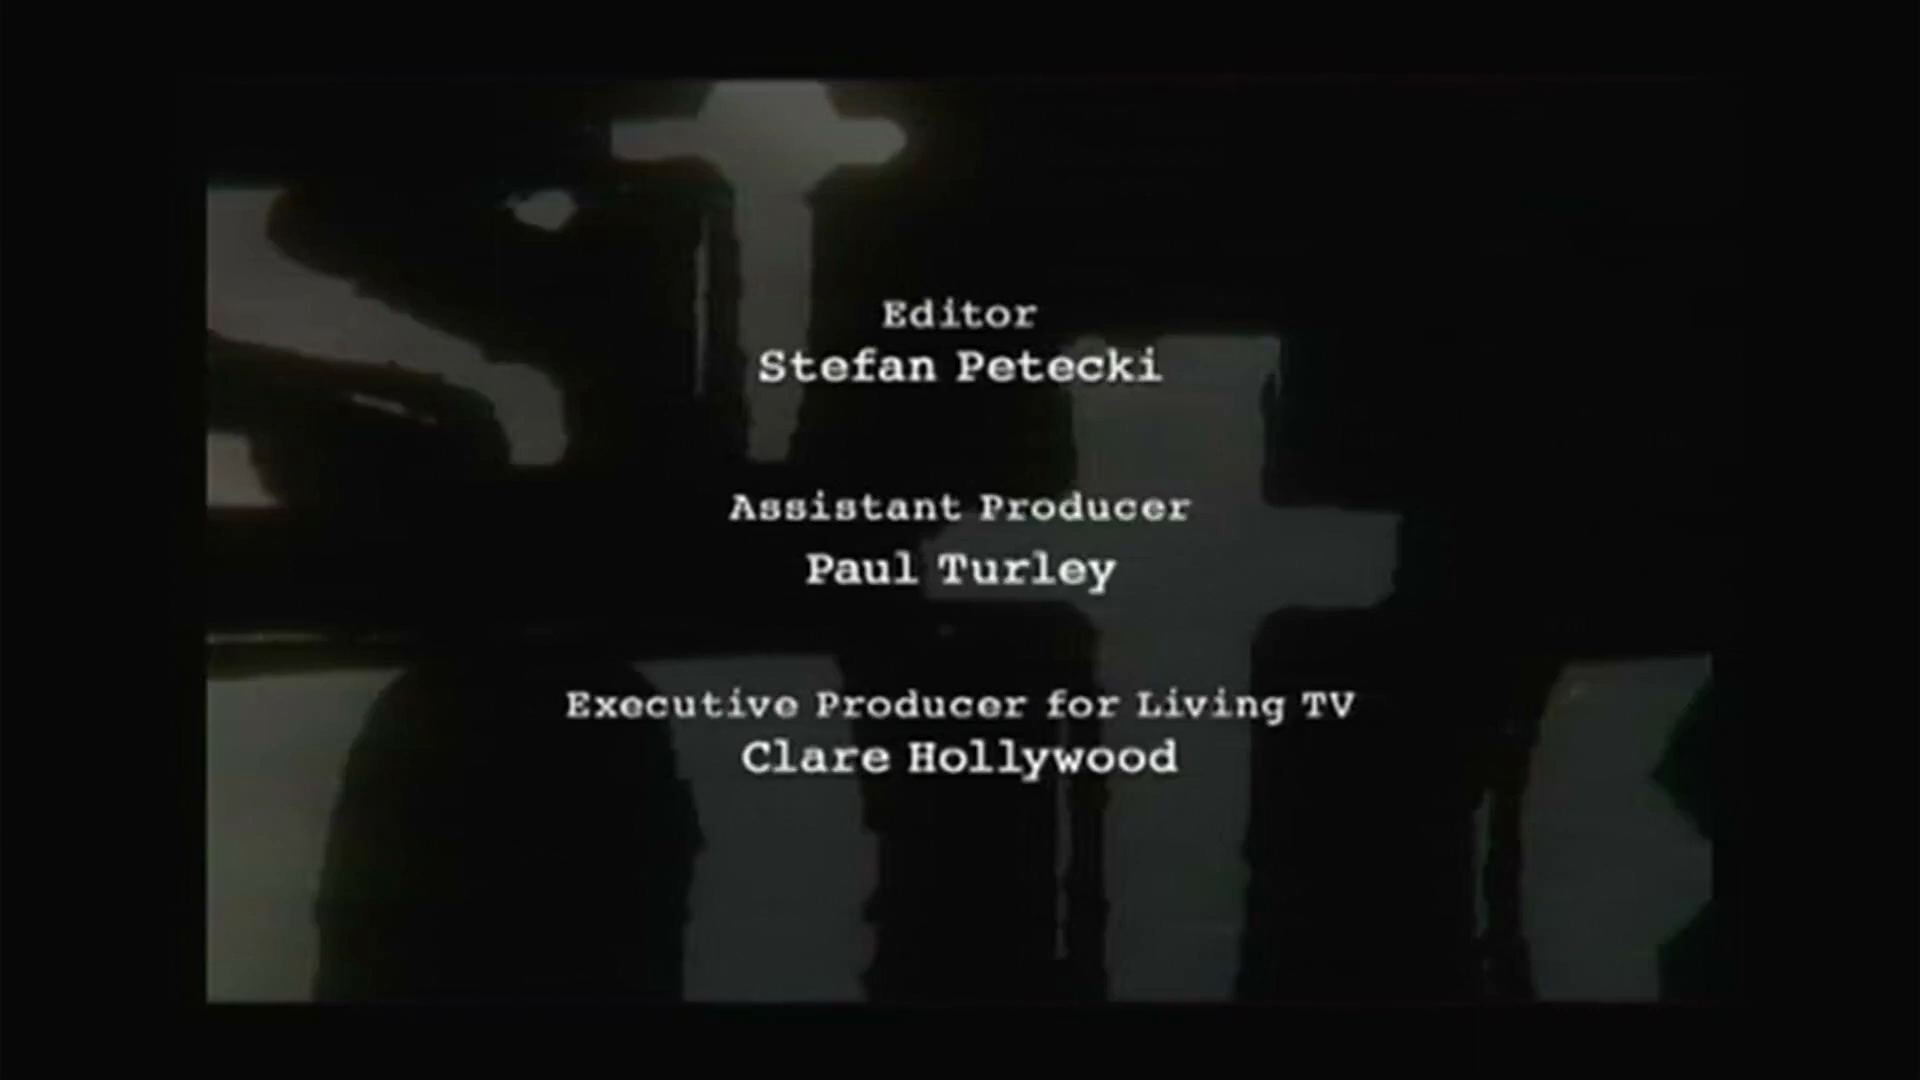 Editor
Stefan Petecki
Assistant Producer
Paul Turley
Executive Producer for Living TV
Clare Hollywood